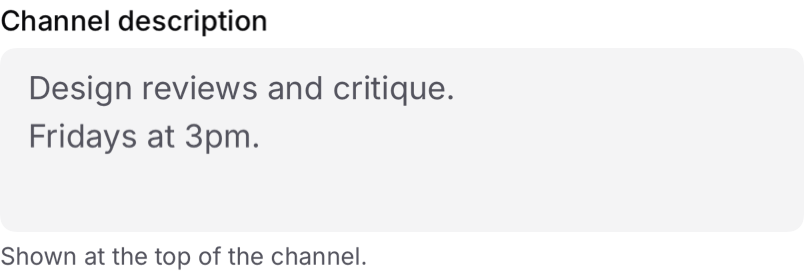 Channel description
Design reviews and critique.
Fridays at 3pm.
Shown at the top of the channel.